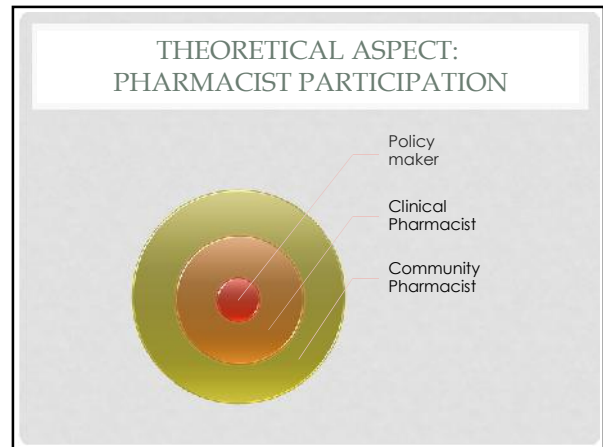 THEORETICAL ASPECT:
PHARMACIST PARTICIPATION
Policy
maker
Clinical
Pharmacist
Community
Pharmacist